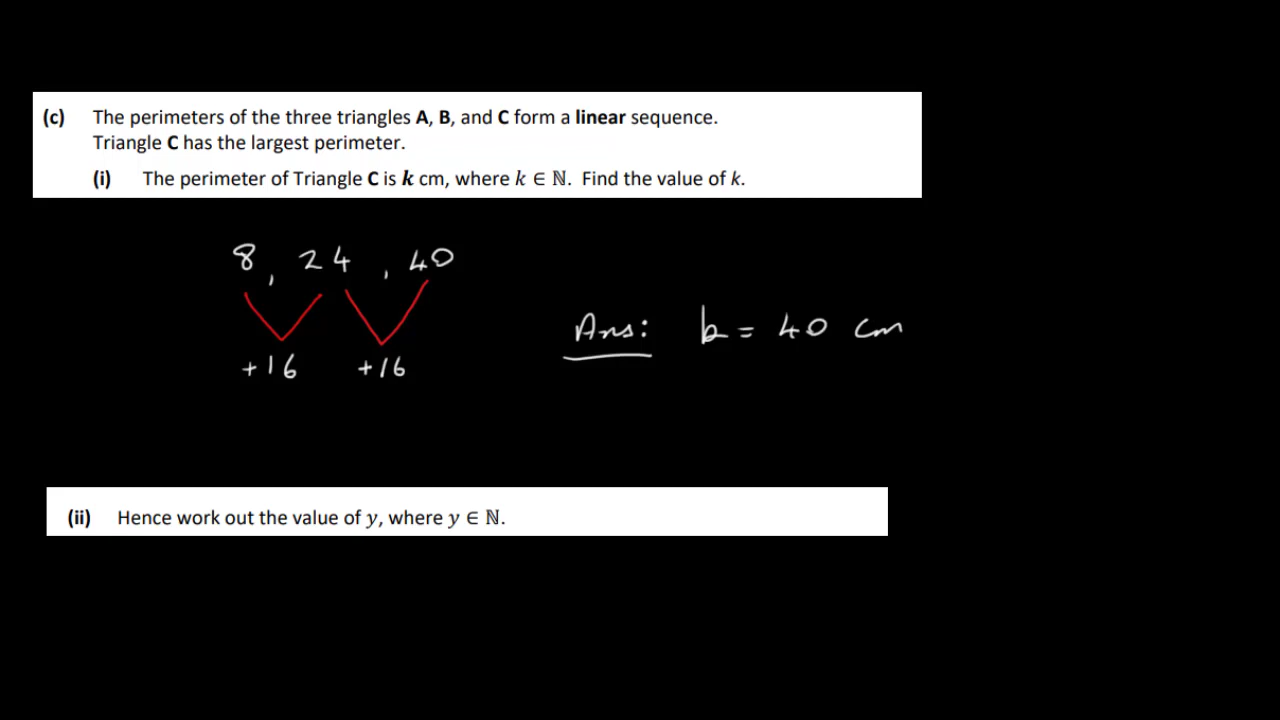 (c) The perimeters of the three triangles A, B, and C form a linear sequence.
Triangle C has the largest perimeter.
(i) The perimeter of Triangle C is k cm, where k ∈ ℕ. Find the value of k.
8, 24, 40
+16 +16
Ans: k = 40 cm
(ii) Hence work out the value of y, where y ∈ ℕ.